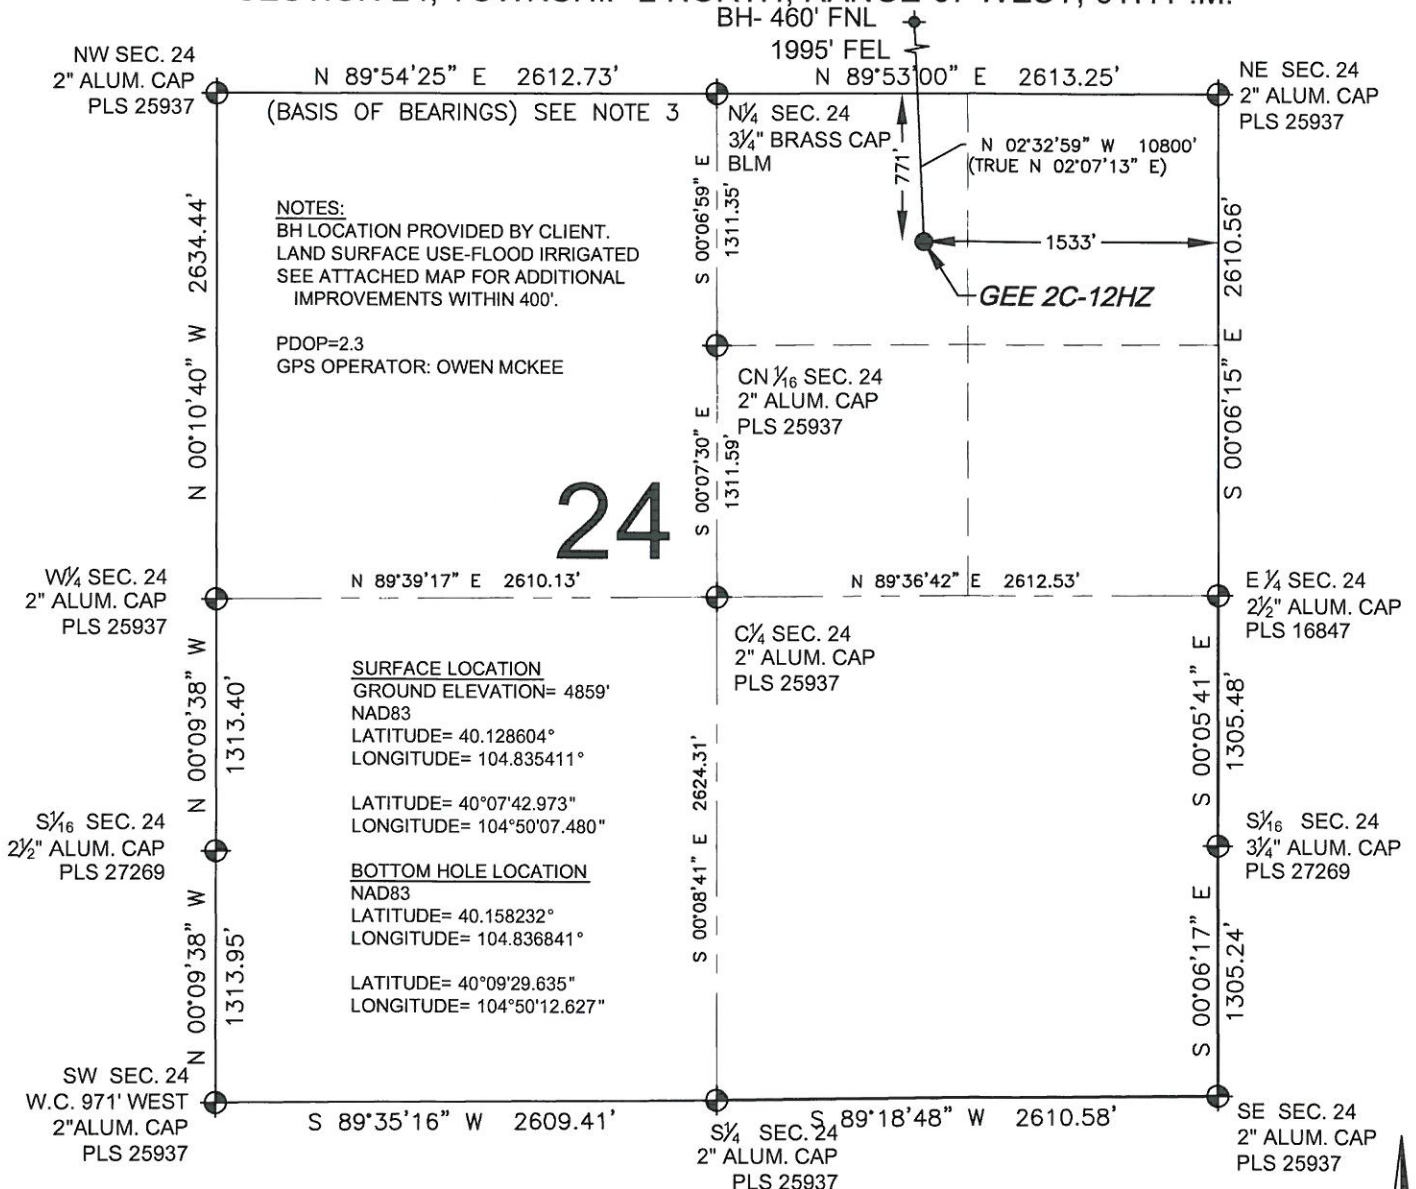 BH- 460' FNL
1995' FEL
NW SEC. 24
2" ALUM. CAP
PLS 25937
N 89°54'25" E 2612.73'
(BASIS OF BEARINGS) SEE NOTE 3
N 89°53'00" E 2613.25'
NE SEC. 24
2" ALUM. CAP
PLS 25937
N¼ SEC. 24
3¼" BRASS CAP
BLM
771'
N 02°32'59" W 10800'
(TRUE N 02°07'13" E)
1533'
GEE 2C-12HZ
N 00°10'40" W 2634.44'
NOTES:
BH LOCATION PROVIDED BY CLIENT.
LAND SURFACE USE-FLOOD IRRIGATED
SEE ATTACHED MAP FOR ADDITIONAL
IMPROVEMENTS WITHIN 400'.
PDOP=2.3
GPS OPERATOR: OWEN MCKEE
S 00°06'59" E
1311.35'
S 00°06'15" E 2610.56'
CN 1⁄16 SEC. 24
2" ALUM. CAP
PLS 25937
S 00°07'30" E
1311.59'
24
W¼ SEC. 24
2" ALUM. CAP
PLS 25937
N 89°39'17" E 2610.13'
N 89°36'42" E 2612.53'
E ¼ SEC. 24
2½" ALUM. CAP
PLS 16847
C¼ SEC. 24
2" ALUM. CAP
PLS 25937
N 00°09'38" W
1313.40'
SURFACE LOCATION
GROUND ELEVATION= 4859'
NAD83
LATITUDE= 40.128604°
LONGITUDE= 104.835411°
LATITUDE= 40°07'42.973"
LONGITUDE= 104°50'07.480"
BOTTOM HOLE LOCATION
NAD83
LATITUDE= 40.158232°
LONGITUDE= 104.836841°
LATITUDE= 40°09'29.635"
LONGITUDE= 104°50'12.627"
S 00°08'41" E 2624.31'
S 00°05'41" E
1305.48'
S1⁄16 SEC. 24
2½" ALUM. CAP
PLS 27269
S1⁄16 SEC. 24
3¼" ALUM. CAP
PLS 27269
N 00°09'38" W
1313.95'
S 00°06'17" E
1305.24'
SW SEC. 24
W.C. 971' WEST
2"ALUM. CAP
PLS 25937
S 89°35'16" W 2609.41'
S¼ SEC. 24
2" ALUM. CAP
PLS 25937
S 89°18'48" W 2610.58'
SE SEC. 24
2" ALUM. CAP
PLS 25937